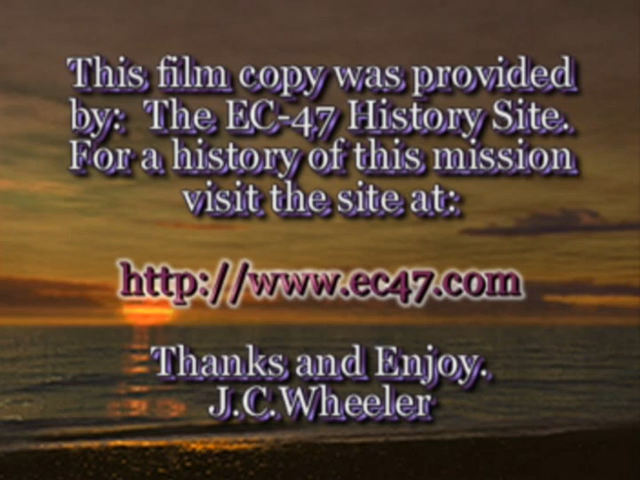 This film copy was provided
by: The EC-47 History Site.
For a history of this mission
visit the site at:
http://www.ec47.com
Thanks and Enjoy.
J.C.Wheeler